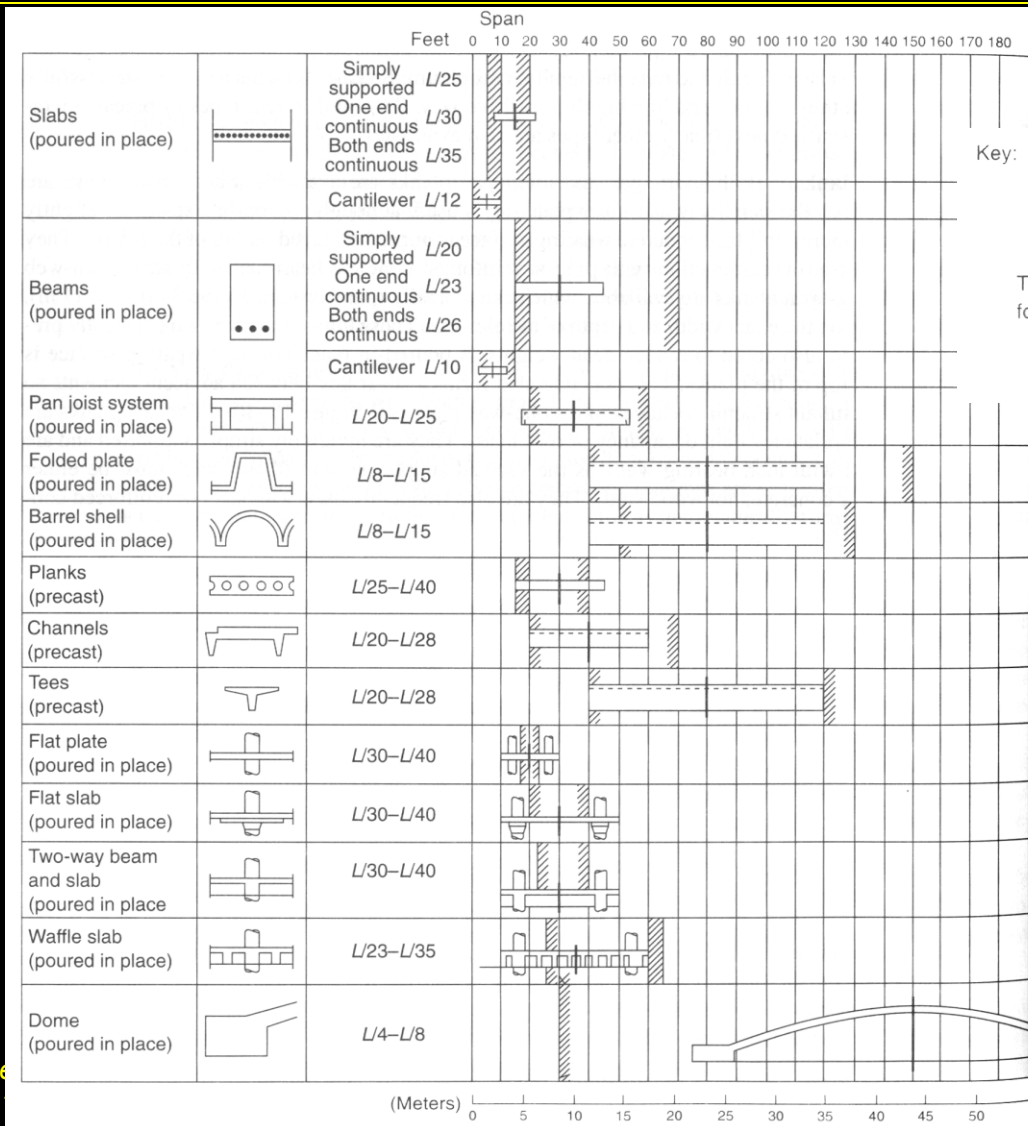 Span
Feet 0 10 20 30 40 50 60 70 80 90 100 110 120 130 140 150 160 170 180
Slabs
(poured in place)
Simply
supported L/25
One end
continuous L/30
Both ends
continuous L/35
Cantilever L/12
Key:
Beams
(poured in place)
Simply
supported L/20
One end
continuous L/23
Both ends
continuous L/26
Cantilever L/10
Pan joist system
(poured in place)
L/20–L/25
Folded plate
(poured in place)
L/8–L/15
Barrel shell
(poured in place)
L/8–L/15
Planks
(precast)
L/25–L/40
Channels
(precast)
L/20–L/28
Tees
(precast)
L/20–L/28
Flat plate
(poured in place)
L/30–L/40
Flat slab
(poured in place)
L/30–L/40
Two-way beam
and slab
(poured in place
L/30–L/40
Waffle slab
(poured in place)
L/23–L/35
Dome
(poured in place)
L/4–L/8
(Meters) 0 5 10 15 20 25 30 35 40 45 50